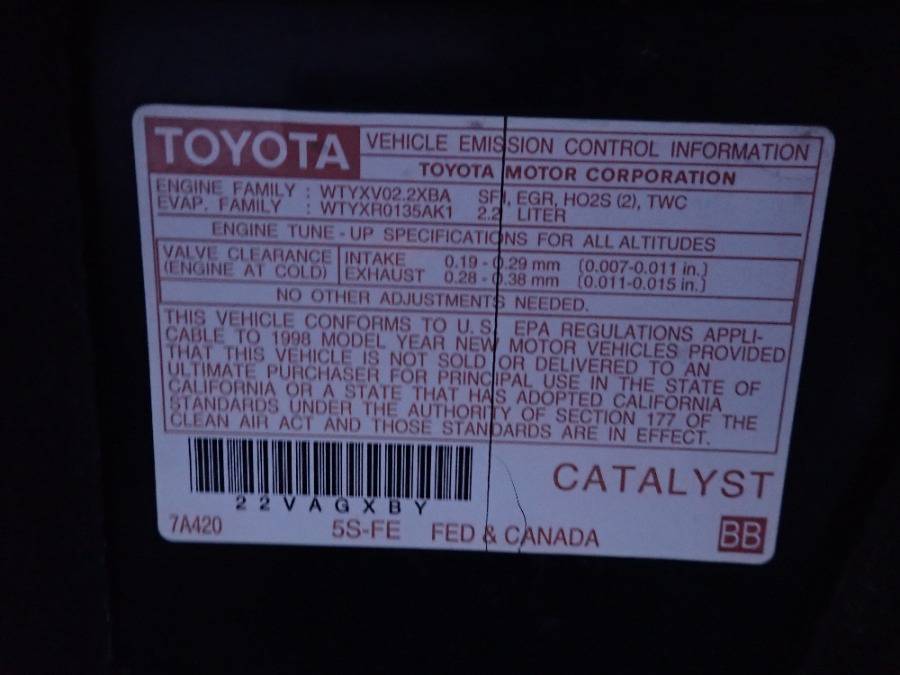 TOYOTA VEHICLE EMISSION CONTROL INFORMATION
TOYOTA MOTOR CORPORATION
ENGINE FAMILY : WTYXV02.2XBA SFI, EGR, HO2S (2), TWC
EVAP. FAMILY : WTYXR0135AK1 2.2 LITER
ENGINE TUNE-UP SPECIFICATIONS FOR ALL ALTITUDES
VALVE CLEARANCE INTAKE 0.19 - 0.29 mm (0.007-0.011 in.)
(ENGINE AT COLD) EXHAUST 0.28 - 0.38 mm (0.011-0.015 in.)
NO OTHER ADJUSTMENTS NEEDED.
THIS VEHICLE CONFORMS TO U.S. EPA REGULATIONS APPLI-
CABLE TO 1998 MODEL YEAR NEW MOTOR VEHICLES PROVIDED
THAT THIS VEHICLE IS NOT SOLD OR DELIVERED TO AN
ULTIMATE PURCHASER FOR PRINCIPAL USE IN THE STATE OF
CALIFORNIA OR A STATE THAT HAS ADOPTED CALIFORNIA
STANDARDS UNDER THE AUTHORITY OF SECTION 177 OF THE
CLEAN AIR ACT AND THOSE STANDARDS ARE IN EFFECT.
CATALYST
22VAGXBY
7A420 5S-FE FED & CANADA BB